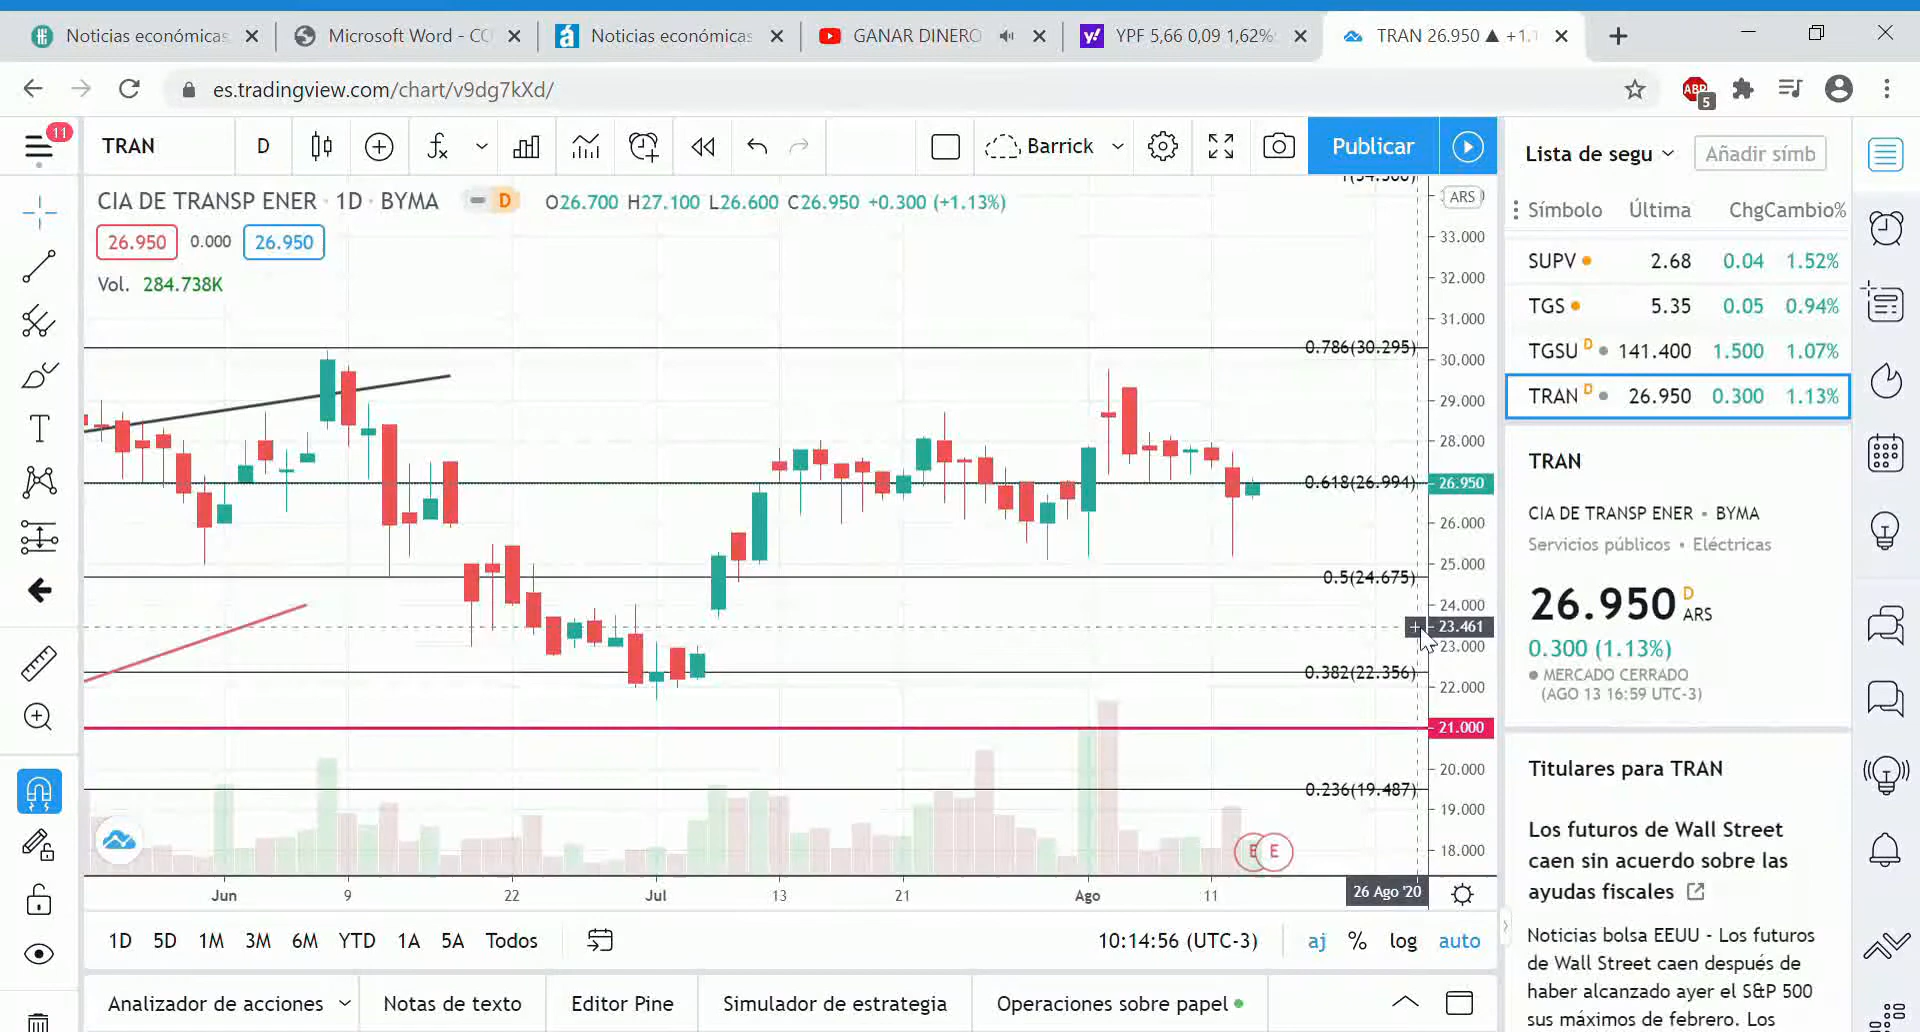 Noticias económicas
Microsoft Word - CO
Noticias económicas
GANAR DINERO
YPF 5,66 0,09 1,62%
TRAN 26.950 ▲ +1.1
es.tradingview.com/chart/v9dg7kXd/
ABP
5
11
TRAN
D
Barrick
Publicar
Lista de segu
Añadir símb
CIA DE TRANSP ENER · 1D · BYMA
D
O26.700 H27.100 L26.600 C26.950 +0.300 (+1.13%)
26.950
0.000
26.950
Vol. 284.738K
ARS
33.000
32.000
31.000
30.000
29.000
28.000
26.950
26.000
25.000
24.000
23.461
23.000
22.000
21.000
20.000
19.000
18.000
0.786(30.295)
0.618(26.994)
0.5(24.675)
0.382(22.356)
0.236(19.487)
E
E
Jun
9
22
Jul
13
21
Ago
11
26 Ago '20
1D 5D 1M 3M 6M YTD 1A 5A Todos
10:14:56 (UTC-3)
aj % log auto
Analizador de acciones
Notas de texto
Editor Pine
Simulador de estrategia
Operaciones sobre papel
Símbolo Última ChgCambio%
SUPV 2.68 0.04 1.52%
TGS 5.35 0.05 0.94%
TGSU D 141.400 1.500 1.07%
TRAN D 26.950 0.300 1.13%
TRAN
CIA DE TRANSP ENER • BYMA
Servicios públicos • Eléctricas
26.950 D ARS
0.300 (1.13%)
MERCADO CERRADO
(AGO 13 16:59 UTC-3)
Titulares para TRAN
Los futuros de Wall Street
caen sin acuerdo sobre las
ayudas fiscales
Noticias bolsa EEUU - Los futuros
de Wall Street caen después de
haber alcanzado ayer el S&P 500
sus máximos de febrero. Los